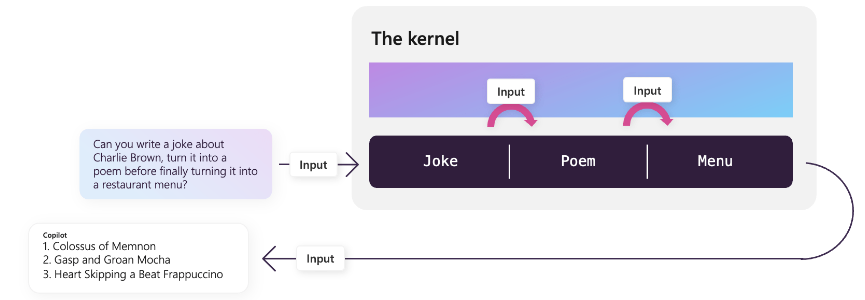 The kernel
Input
Input
Can you write a joke about
Charlie Brown, turn it into a
poem before finally turning it into
a restaurant menu?
Input
Joke
Poem
Menu
Copilot
1. Colossus of Memnon
2. Gasp and Groan Mocha
3. Heart Skipping a Beat Frappuccino
Input